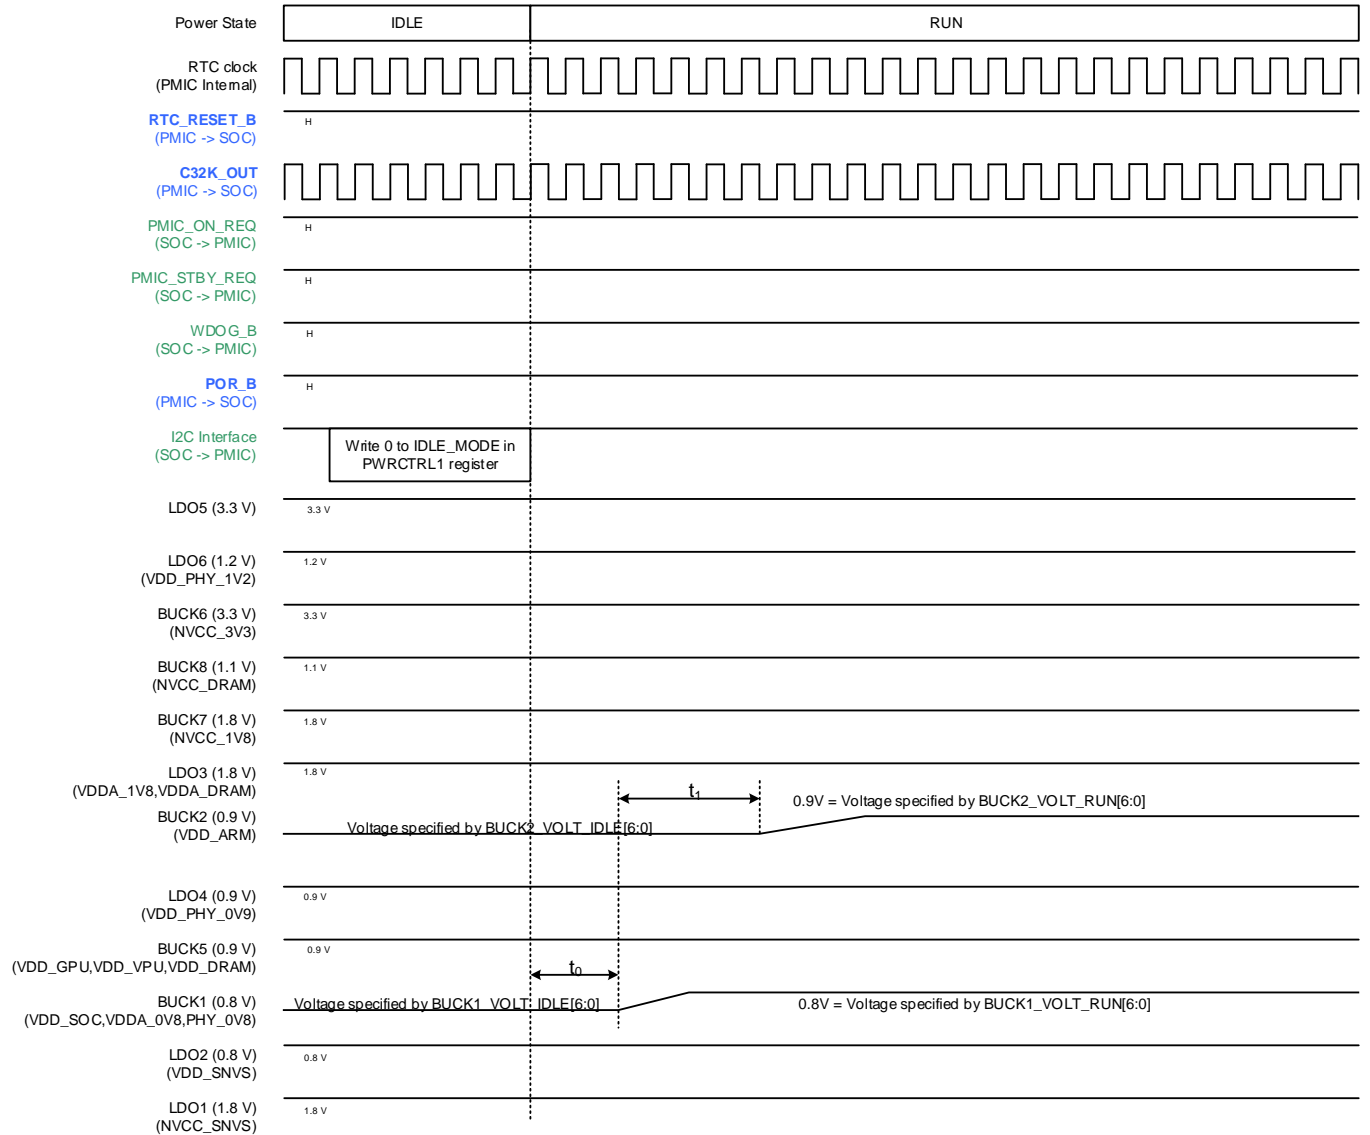 Power State
IDLE
RUN
RTC clock
(PMIC Internal)
RTC_RESET_B
(PMIC -> SOC)
H
C32K_OUT
(PMIC -> SOC)
PMIC_ON_REQ
(SOC -> PMIC)
H
PMIC_STBY_REQ
(SOC -> PMIC)
H
WDOG_B
(SOC -> PMIC)
H
POR_B
(PMIC -> SOC)
H
I2C Interface
(SOC -> PMIC)
Write 0 to IDLE_MODE in
PWRCTRL1 register
LDO5 (3.3 V)
3.3 V
LDO6 (1.2 V)
(VDD_PHY_1V2)
1.2 V
BUCK6 (3.3 V)
(NVCC_3V3)
3.3 V
BUCK8 (1.1 V)
(NVCC_DRAM)
1.1 V
BUCK7 (1.8 V)
(NVCC_1V8)
1.8 V
LDO3 (1.8 V)
(VDDA_1V8,VDDA_DRAM)
1.8 V
t1
BUCK2 (0.9 V)
(VDD_ARM)
Voltage specified by BUCK2_VOLT_IDLE[6:0]
0.9V = Voltage specified by BUCK2_VOLT_RUN[6:0]
LDO4 (0.9 V)
(VDD_PHY_0V9)
0.9 V
BUCK5 (0.9 V)
(VDD_GPU,VDD_VPU,VDD_DRAM)
0.9 V
t0
BUCK1 (0.8 V)
(VDD_SOC,VDDA_0V8,PHY_0V8)
Voltage specified by BUCK1_VOLT_IDLE[6:0]
0.8V = Voltage specified by BUCK1_VOLT_RUN[6:0]
LDO2 (0.8 V)
(VDD_SNVS)
0.8 V
LDO1 (1.8 V)
(NVCC_SNVS)
1.8 V